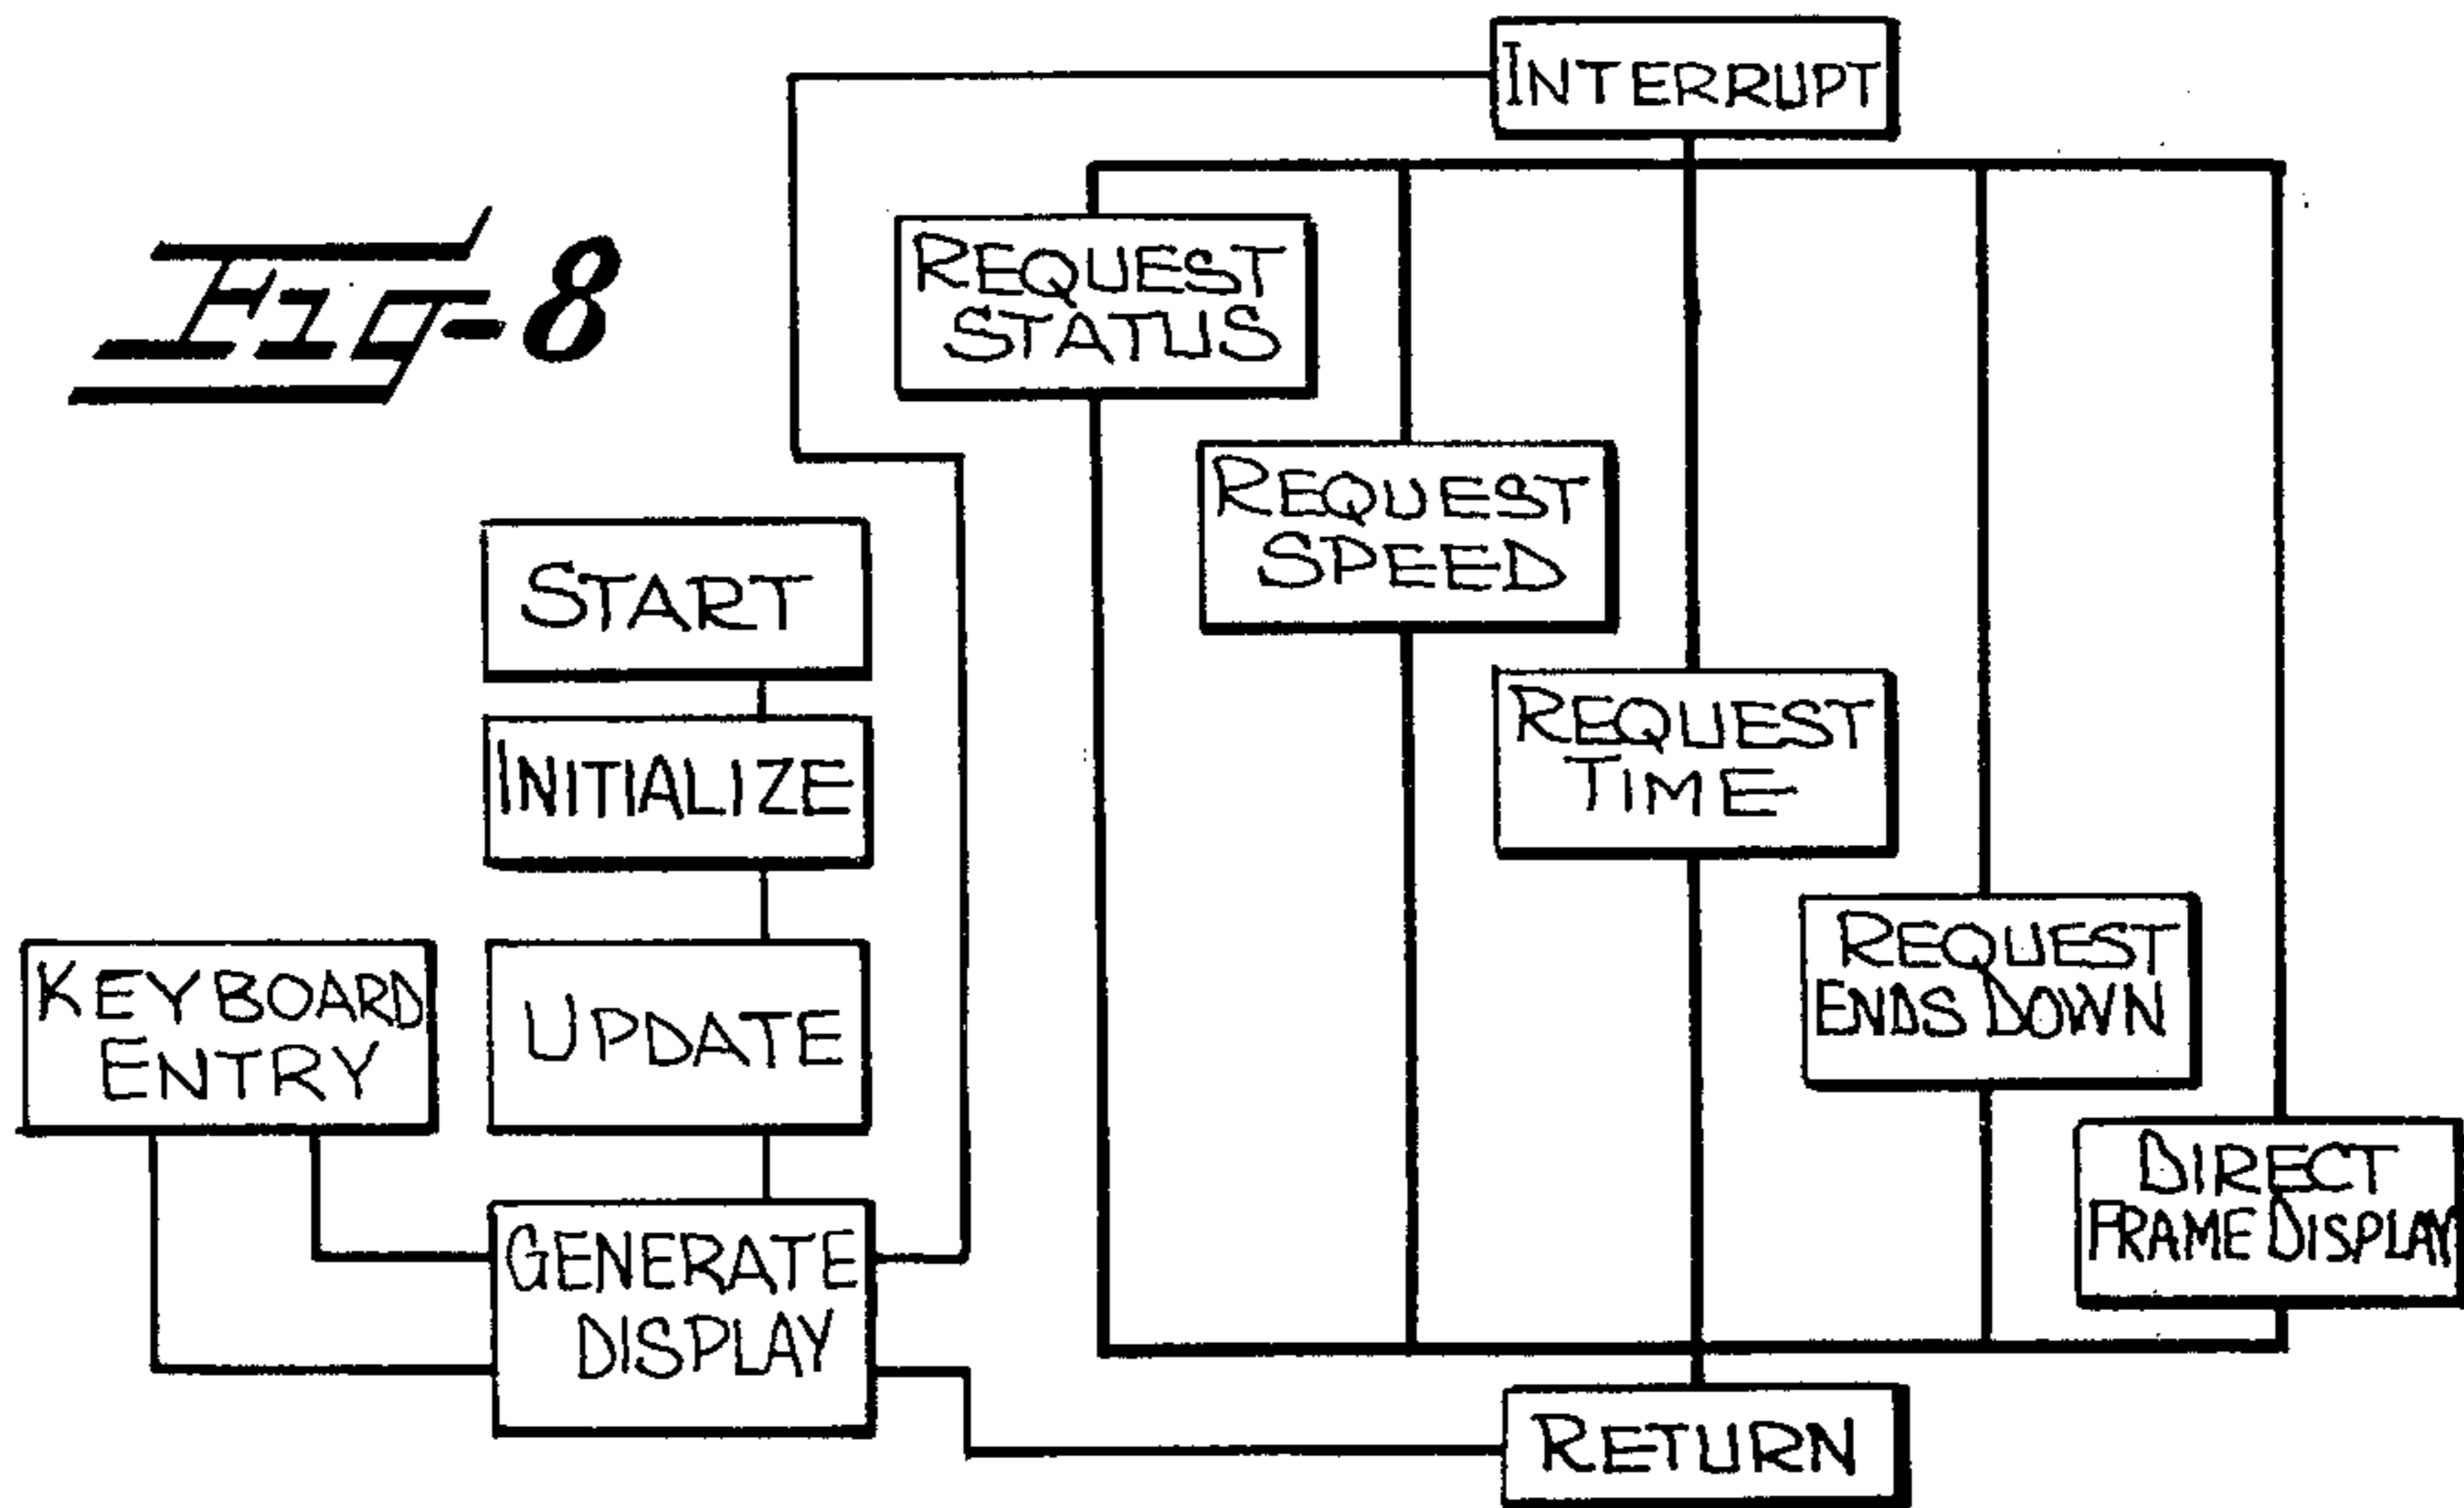 Fig-8
INTERRUPT
REQUEST
STATUS
REQUEST
SPEED
START
REQUEST
TIME
INITIALIZE
REQUEST
ENDS DOWN
KEYBOARD
ENTRY
UPDATE
DIRECT
FRAME DISPLAY
GENERATE
DISPLAY
RETURN